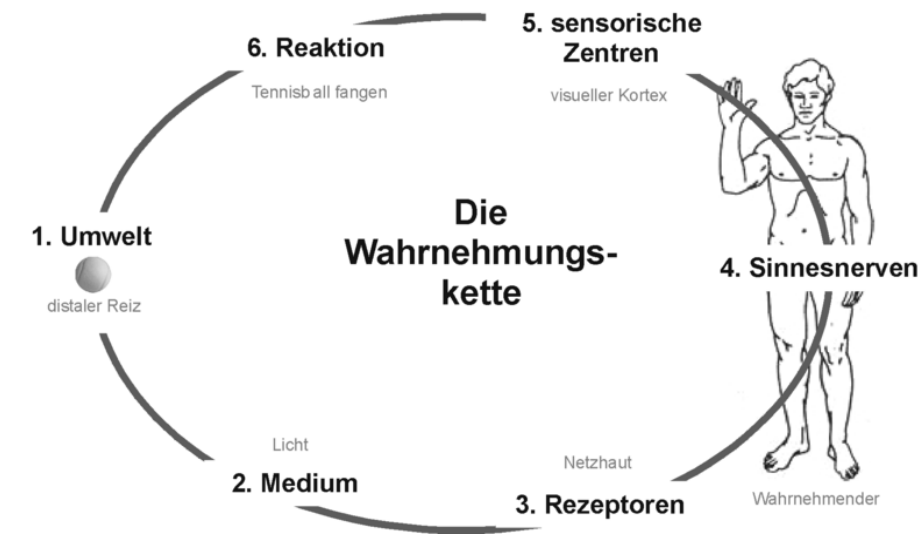 5. sensorische
Zentren
6. Reaktion
Tennisball fangen
visueller Kortex
Die
Wahrnehmungs-
kette
1. Umwelt
distaler Reiz
4. Sinnesnerven
Licht
2. Medium
Netzhaut
3. Rezeptoren
Wahrnehmender